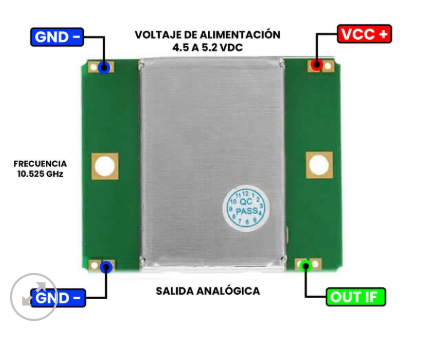 GND -
VOLTAJE DE ALIMENTACIÓN
4.5 A 5.2 VDC
VCC +
FRECUENCIA
10.525 GHz
QC
PASS
GND -
SALIDA ANALÓGICA
OUT IF